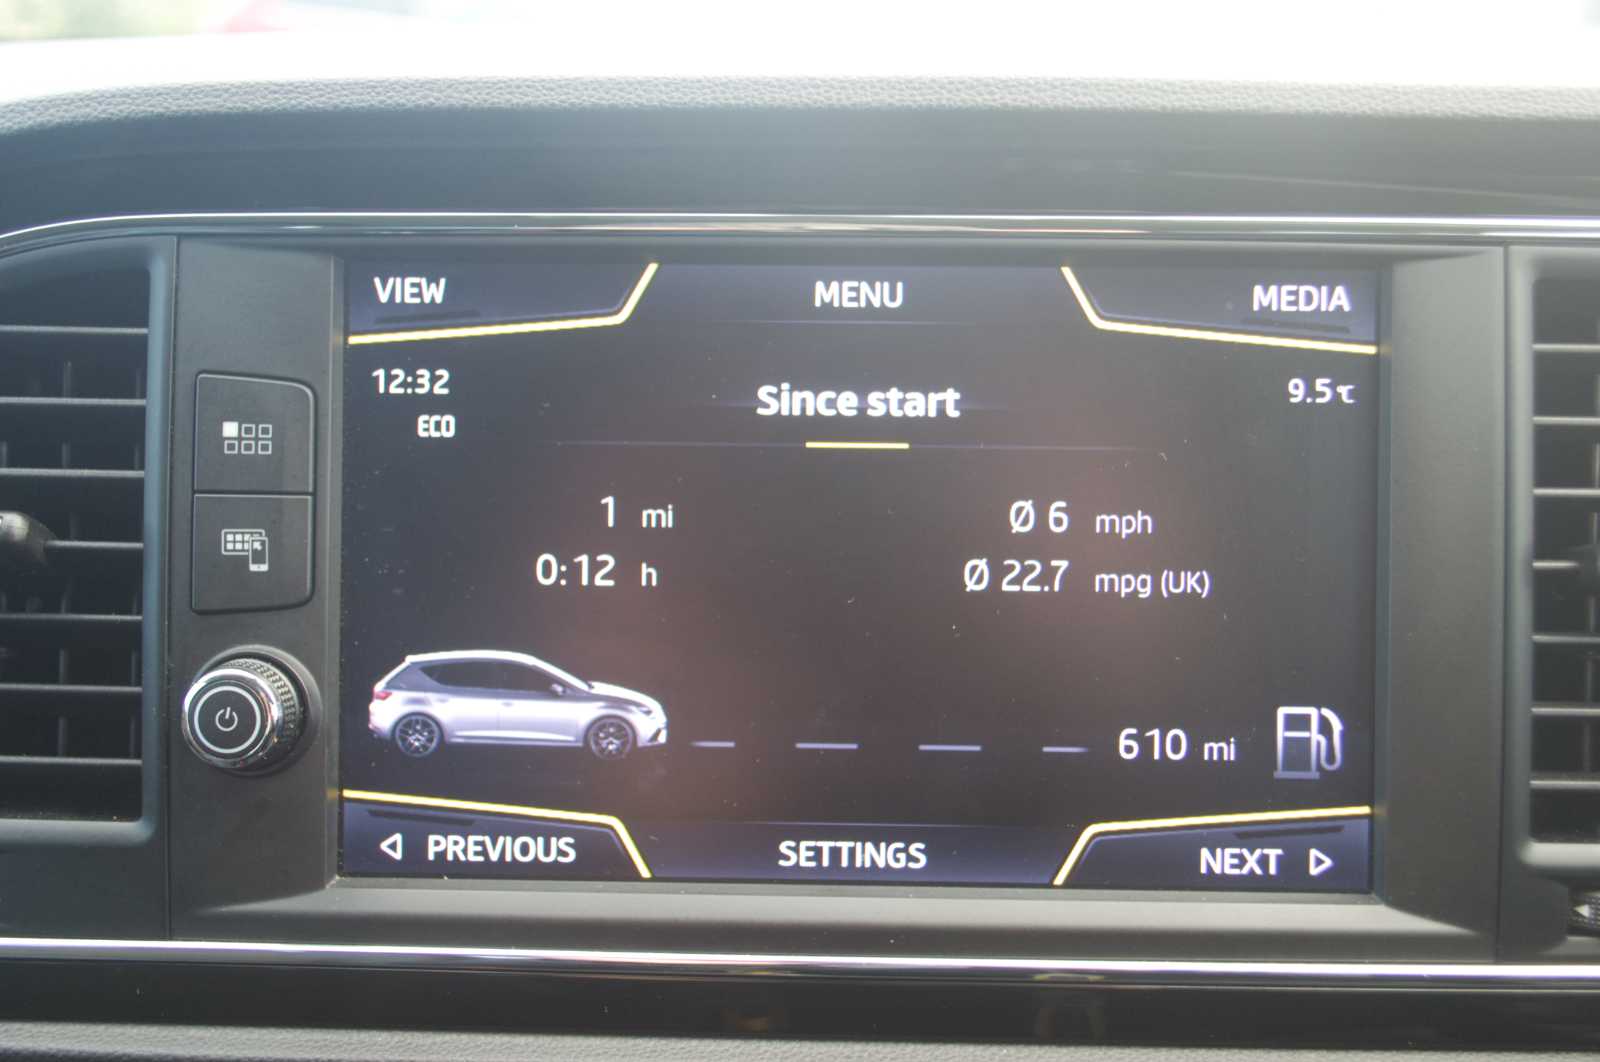 VIEW MENU MEDIA
12:32 9.5℃
ECO
Since start
1 mi Ø 6 mph
0:12 h Ø 22.7 mpg (UK)
610 mi
PREVIOUS SETTINGS NEXT